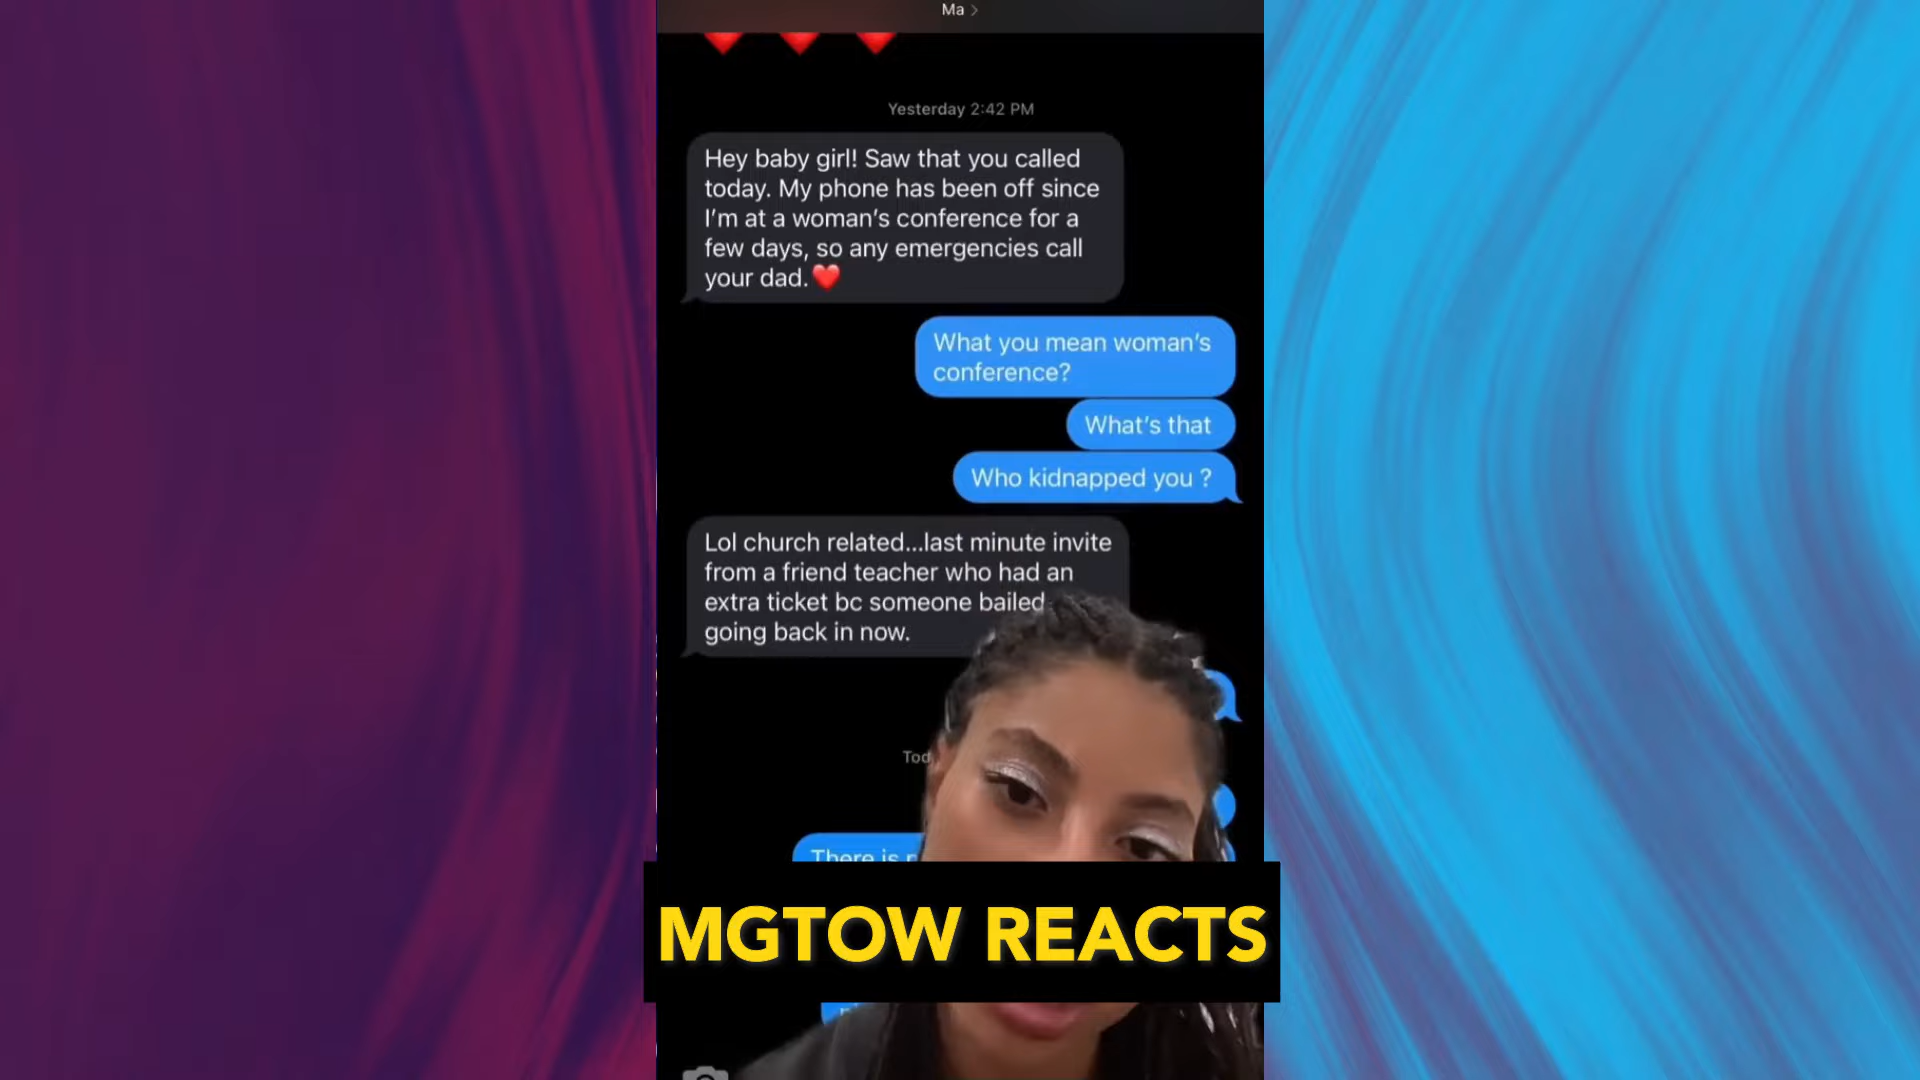 Ma
Yesterday 2:42 PM
Hey baby girl! Saw that you called
today. My phone has been off since
I'm at a woman's conference for a
few days, so any emergencies call
your dad.❤️
What you mean woman's
conference?
What's that
Who kidnapped you ?
Lol church related...last minute invite
from a friend teacher who had an
extra ticket bc someone bailed
going back in now.
There is
MGTOW REACTS